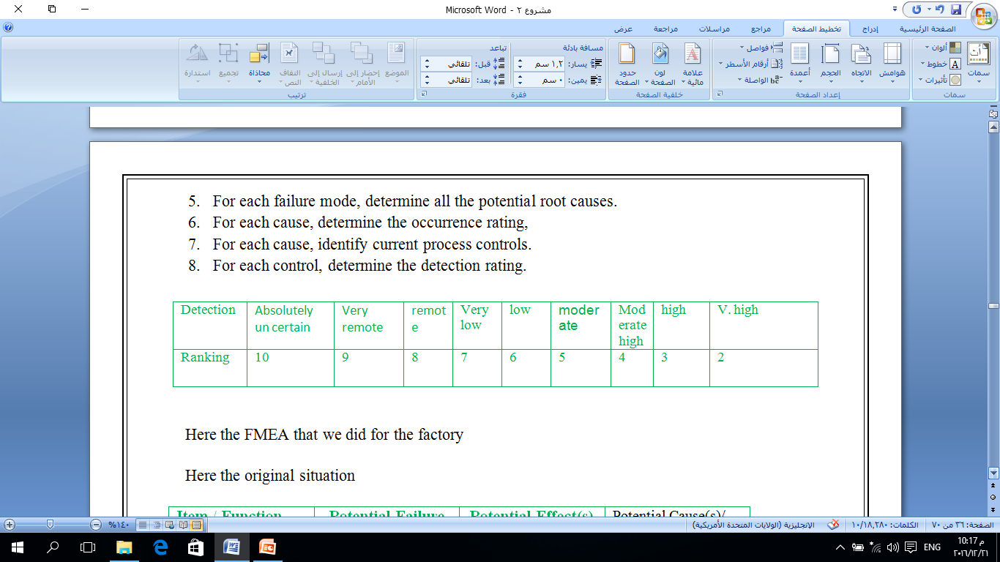 مشروع ٢ - Microsoft Word
الصفحة الرئيسية إدراج تخطيط الصفحة مراجع مراسلات مراجعة عرض
سمات
ألوان
خطوط
تأثيرات
سمات
هوامش
الاتجاه
الحجم
أعمدة
فواصل
أرقام الأسطر
الواصلة
إعداد الصفحة
علامة مائية
لون الصفحة
حدود الصفحة
خلفية الصفحة
مسافة بادئة
يسار: ١,٢ سم
يمين: ٠ سم
تباعد
قبل: تلقائي
بعد: تلقائي
فقرة
الموضع
إحضار إلى الأمام
إرسال إلى الخلفية
التفاف النص
محاذاة
تجميع
استدارة
ترتيب
5. For each failure mode, determine all the potential root causes.
6. For each cause, determine the occurrence rating,
7. For each cause, identify current process controls.
8. For each control, determine the detection rating.
Detection Absolutely un certain Very remote remot e Very low low moder ate Mod erate high high V. high
Ranking 10 9 8 7 6 5 4 3 2
Here the FMEA that we did for the factory
Here the original situation
Item / Function Potential Failure Potential Effect(s) Potential Cause(s)/
الصفحة: ٣٦ من ٧٠ الكلمات: ١٠/١٨,٢٨٠ الإنجليزية (الولايات المتحدة الأمريكية) ١٤٠%
ENG
10:17 م
٢٠١٦/١٢/٢١